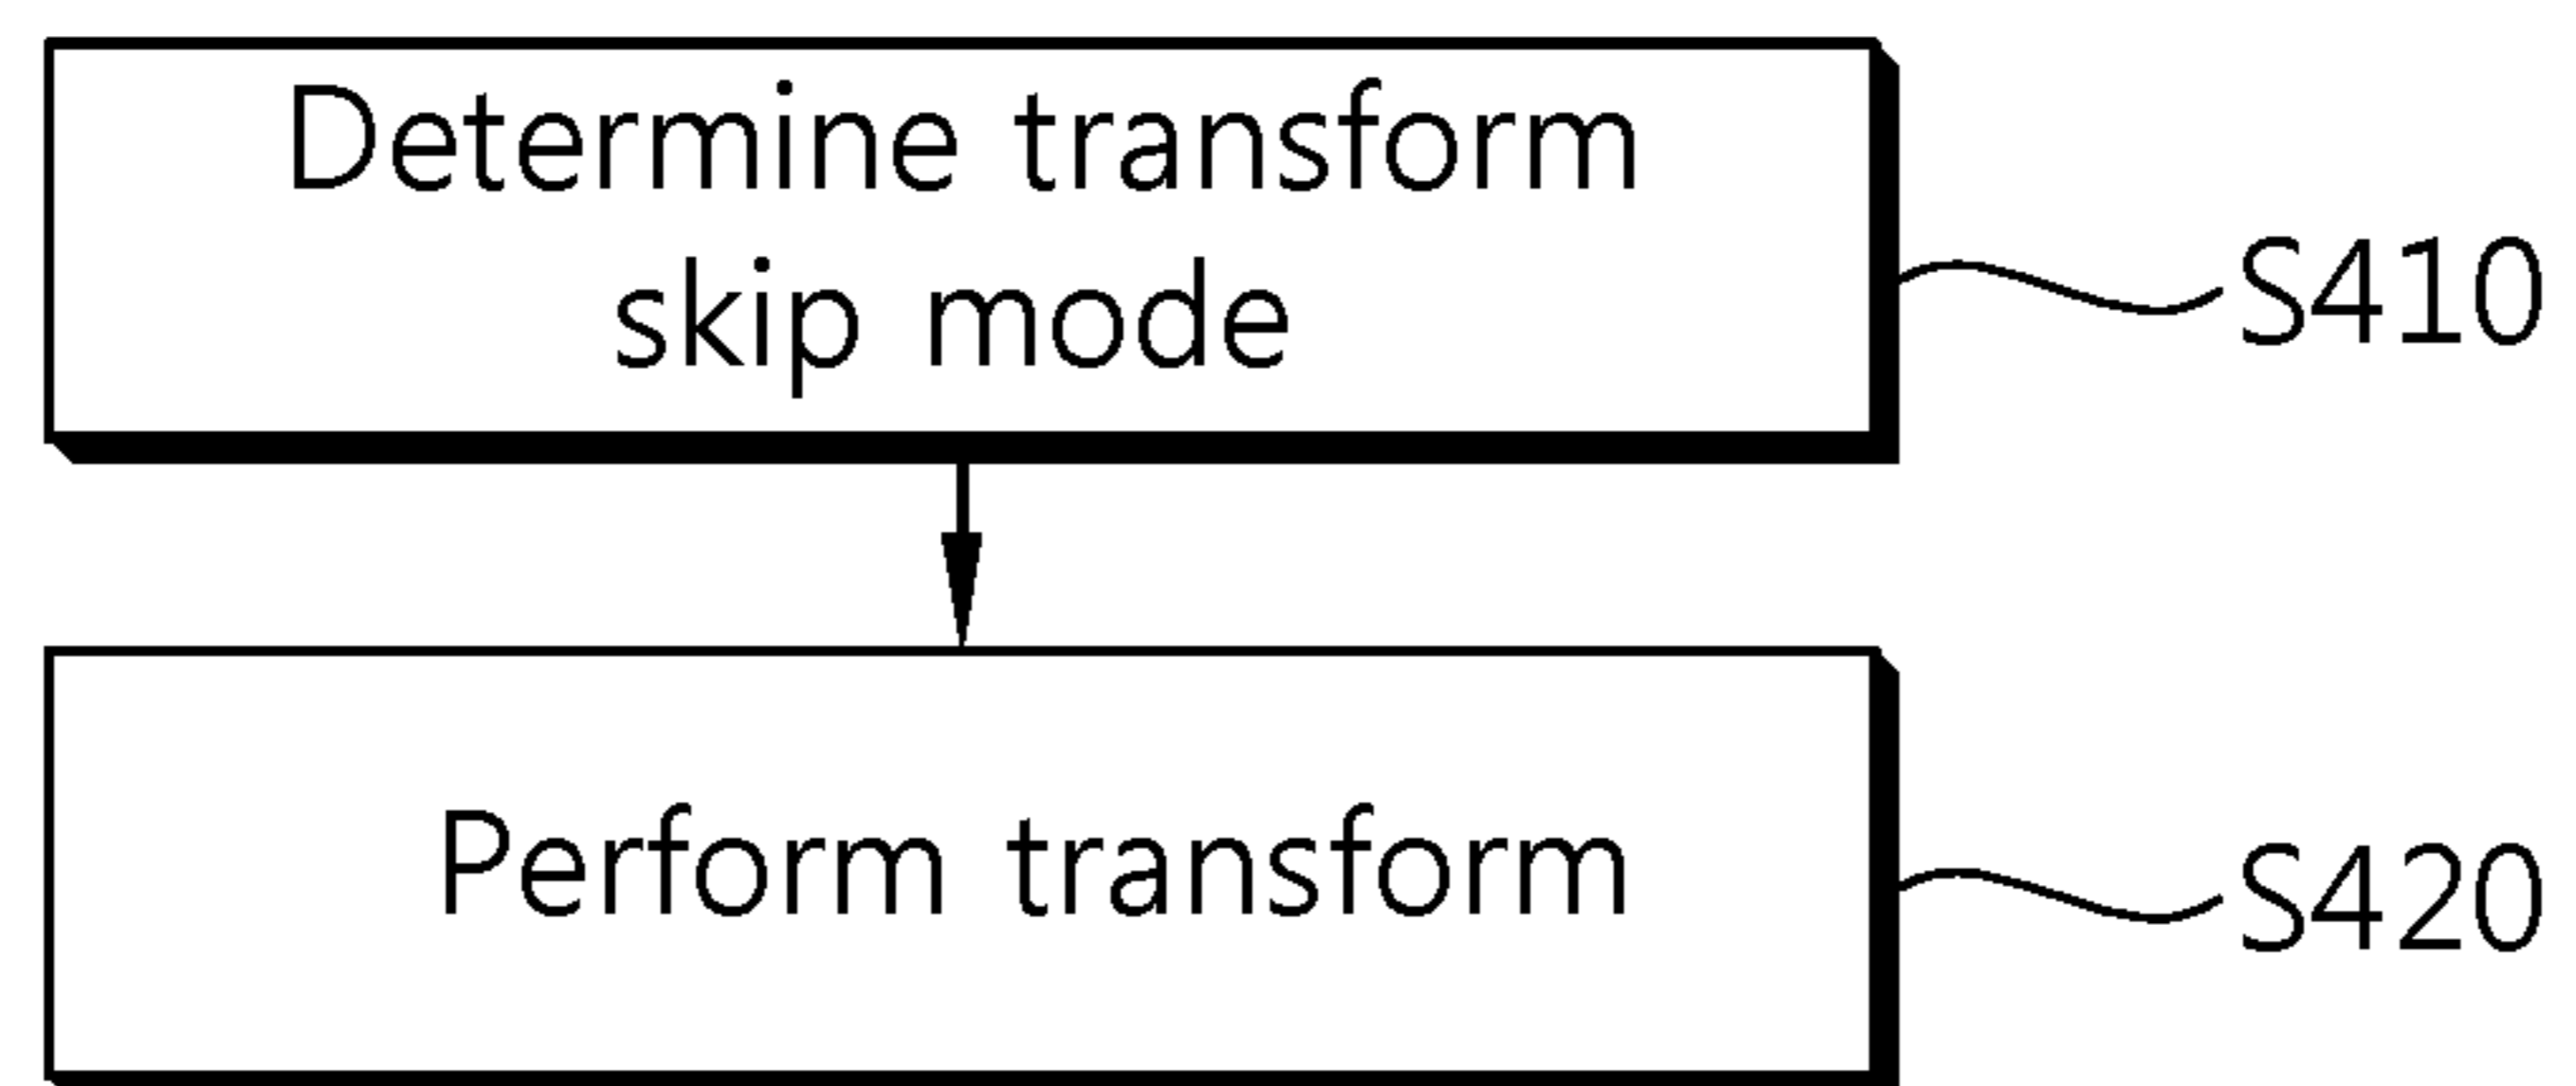 Determine transform
skip mode
S410
Perform transform
S420